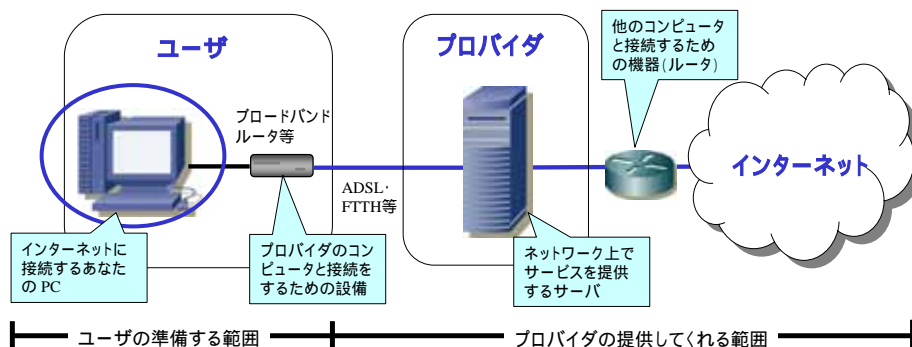 ユーザ
プロバイダ
他のコンピュータ
と接続するため
の機器(ルータ)
ブロードバンド
ルータ等
インターネット
ADSL・
FTTH等
インターネットに
接続するあなた
の PC
プロバイダのコン
ピュータと接続を
するための設備
ネットワーク上で
サービスを提供
するサーバ
ユーザの準備する範囲
プロバイダの提供してくれる範囲